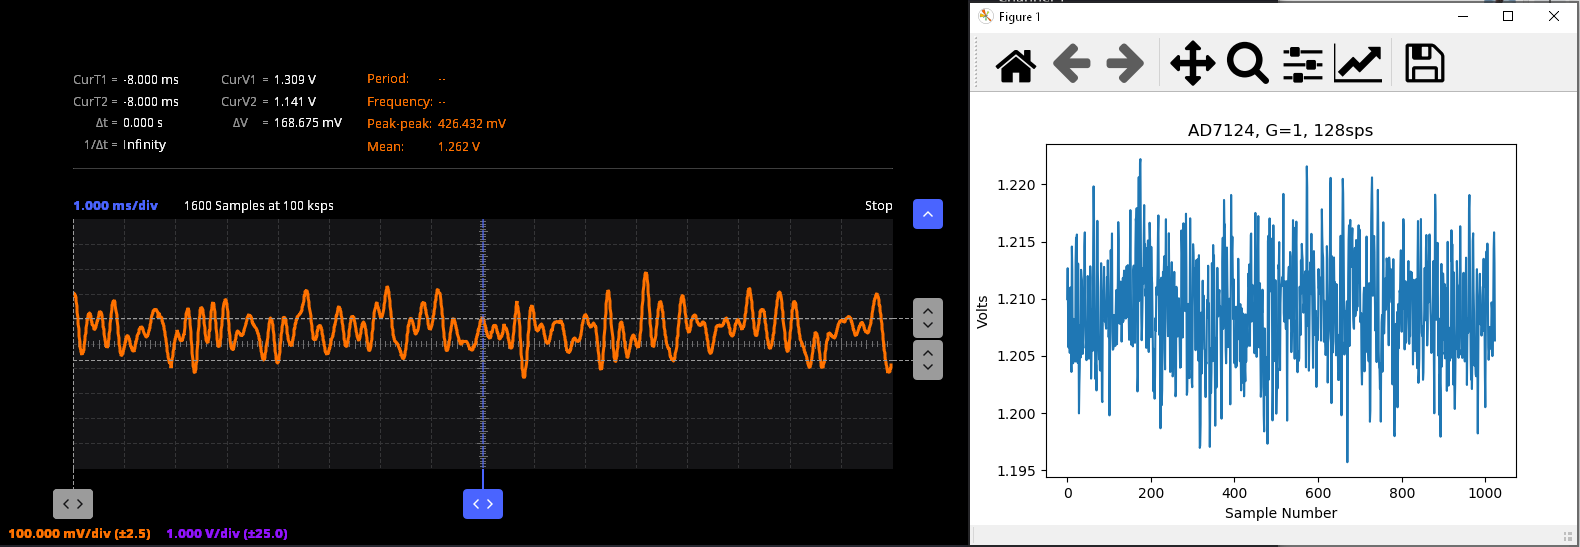 CurT1 = -8.000 ms CurV1 = 1.309 V Period: --
CurT2 = -8.000 ms CurV2 = 1.141 V Frequency: --
Δt = 0.000 s ΔV = 168.675 mV Peak-peak: 426.432 mV
1/Δt = Infinity Mean: 1.262 V
1.000 ms/div 1600 Samples at 100 ksps Stop
100.000 mV/div (±2.5) 1.000 V/div (±25.0)
Figure 1
AD7124, G=1, 128sps
1.220
1.215
1.210
1.205
1.200
1.195
Volts
0 200 400 600 800 1000
Sample Number